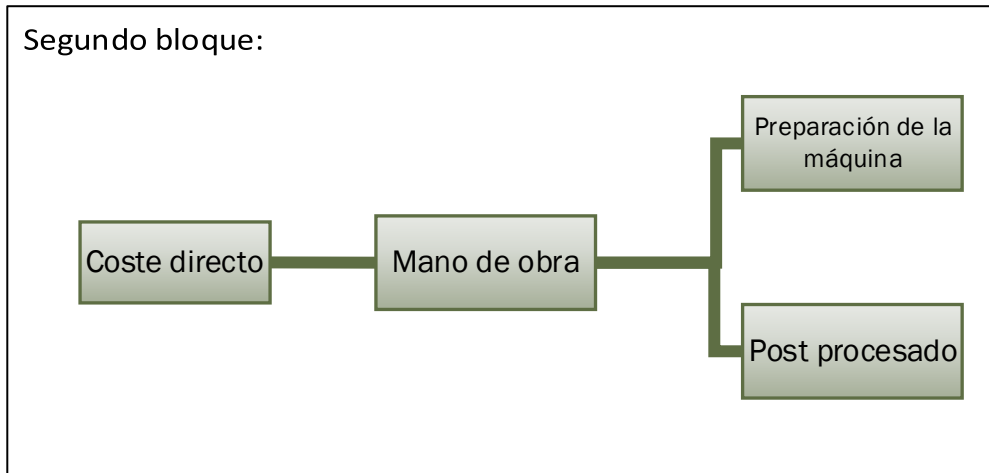 Segundo bloque:
Preparación de la
máquina
Coste directo
Mano de obra
Post procesado